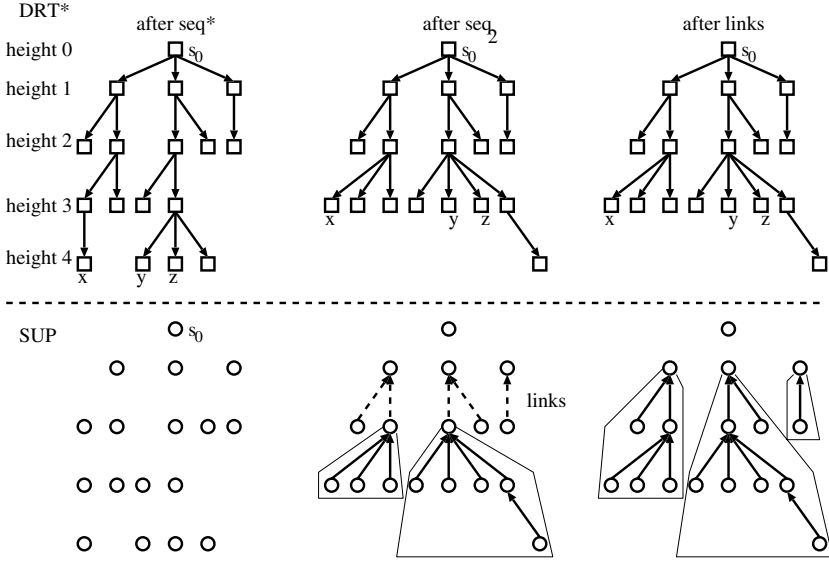 DRT*
after seq*
after seq2
after links
height 0
s0
s0
s0
height 1
height 2
height 3
x
y
z
x
y
z
height 4
x
y
z
SUP
s0
links